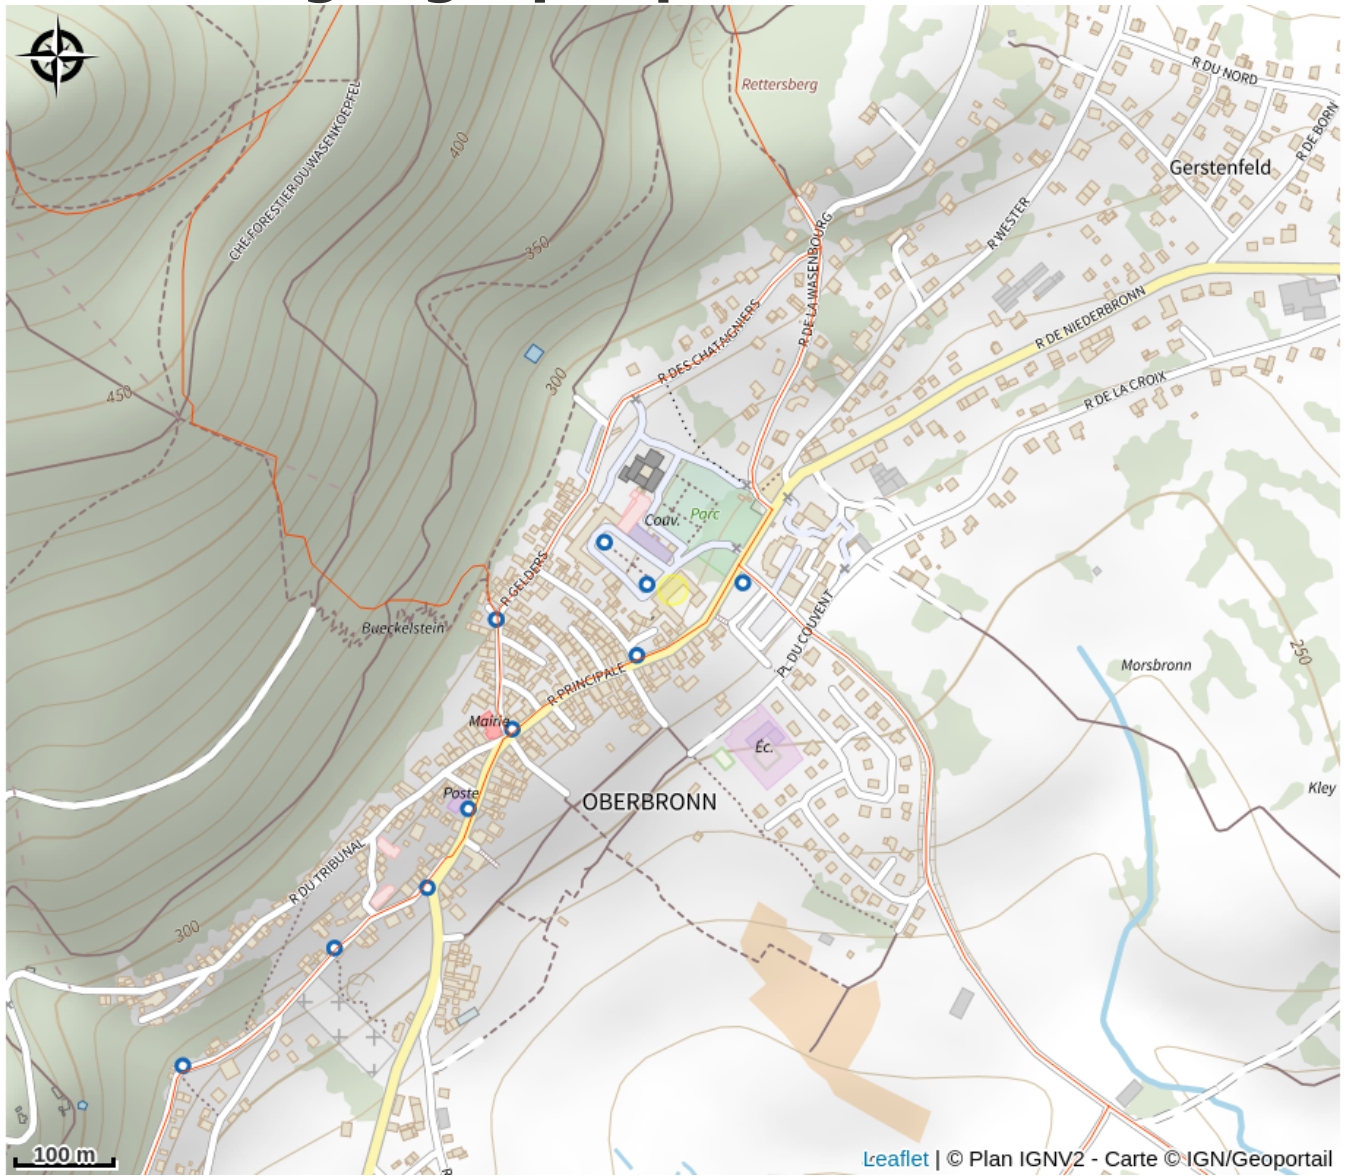 R DU NORD
Rettersberg
R DE BORN
CHE FORESTIER DU WASENKOEPFEL
400
Gerstenfeld
R WESTER
350
R DE LA WASENBOURG
R DE NIEDERBRONN
R DES CHATAIGNIERS
300
450
R DE LA CROIX
Parc
Couv.
R GELDERS
Bueckelstein
PL DU COUVENT
250
Morsbronn
R PRINCIPALE
Mairie
Éc.
Poste
OBERBRONN
Kley
R DU TRIBUNAL
300
100 m
R
Leaflet | © Plan IGNV2 - Carte © IGN/Geoportail